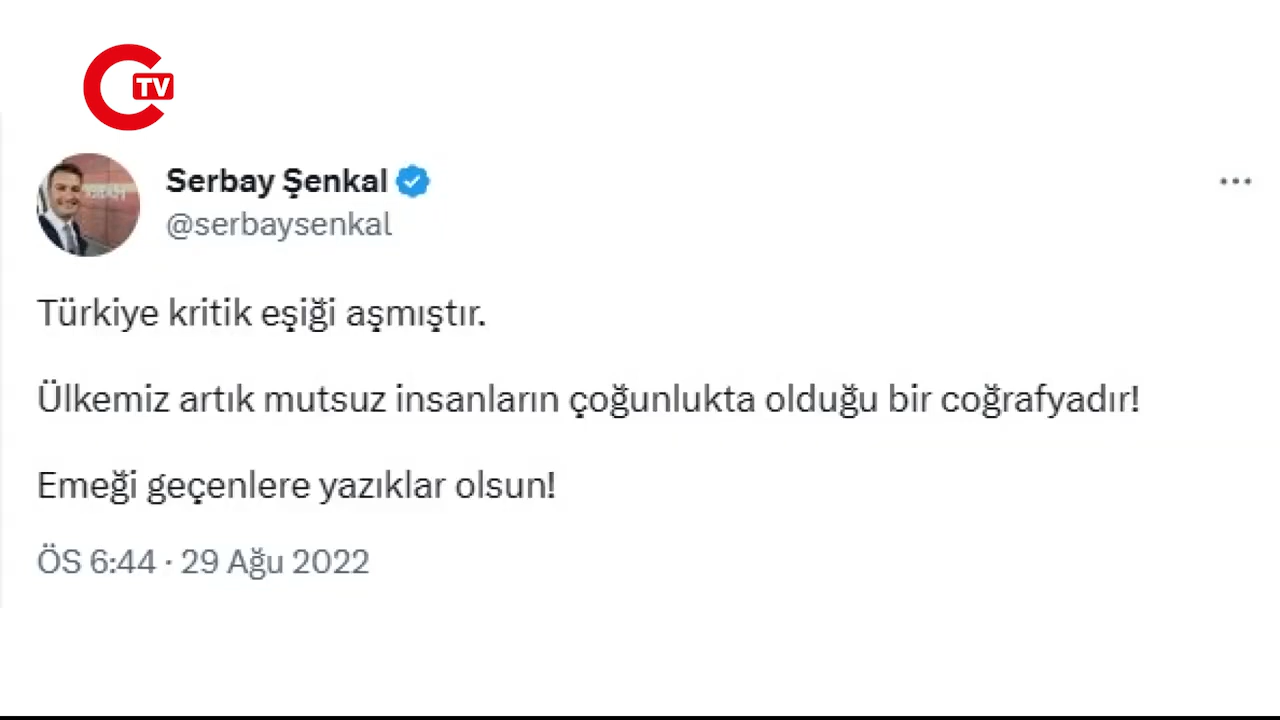 TV
Serbay Şenkal
@serbaysenkal
Türkiye kritik eşiği aşmıştır.
Ülkemiz artık mutsuz insanların çoğunlukta olduğu bir coğrafyadır!
Emeği geçenlere yazıklar olsun!
ÖS 6:44 · 29 Ağu 2022